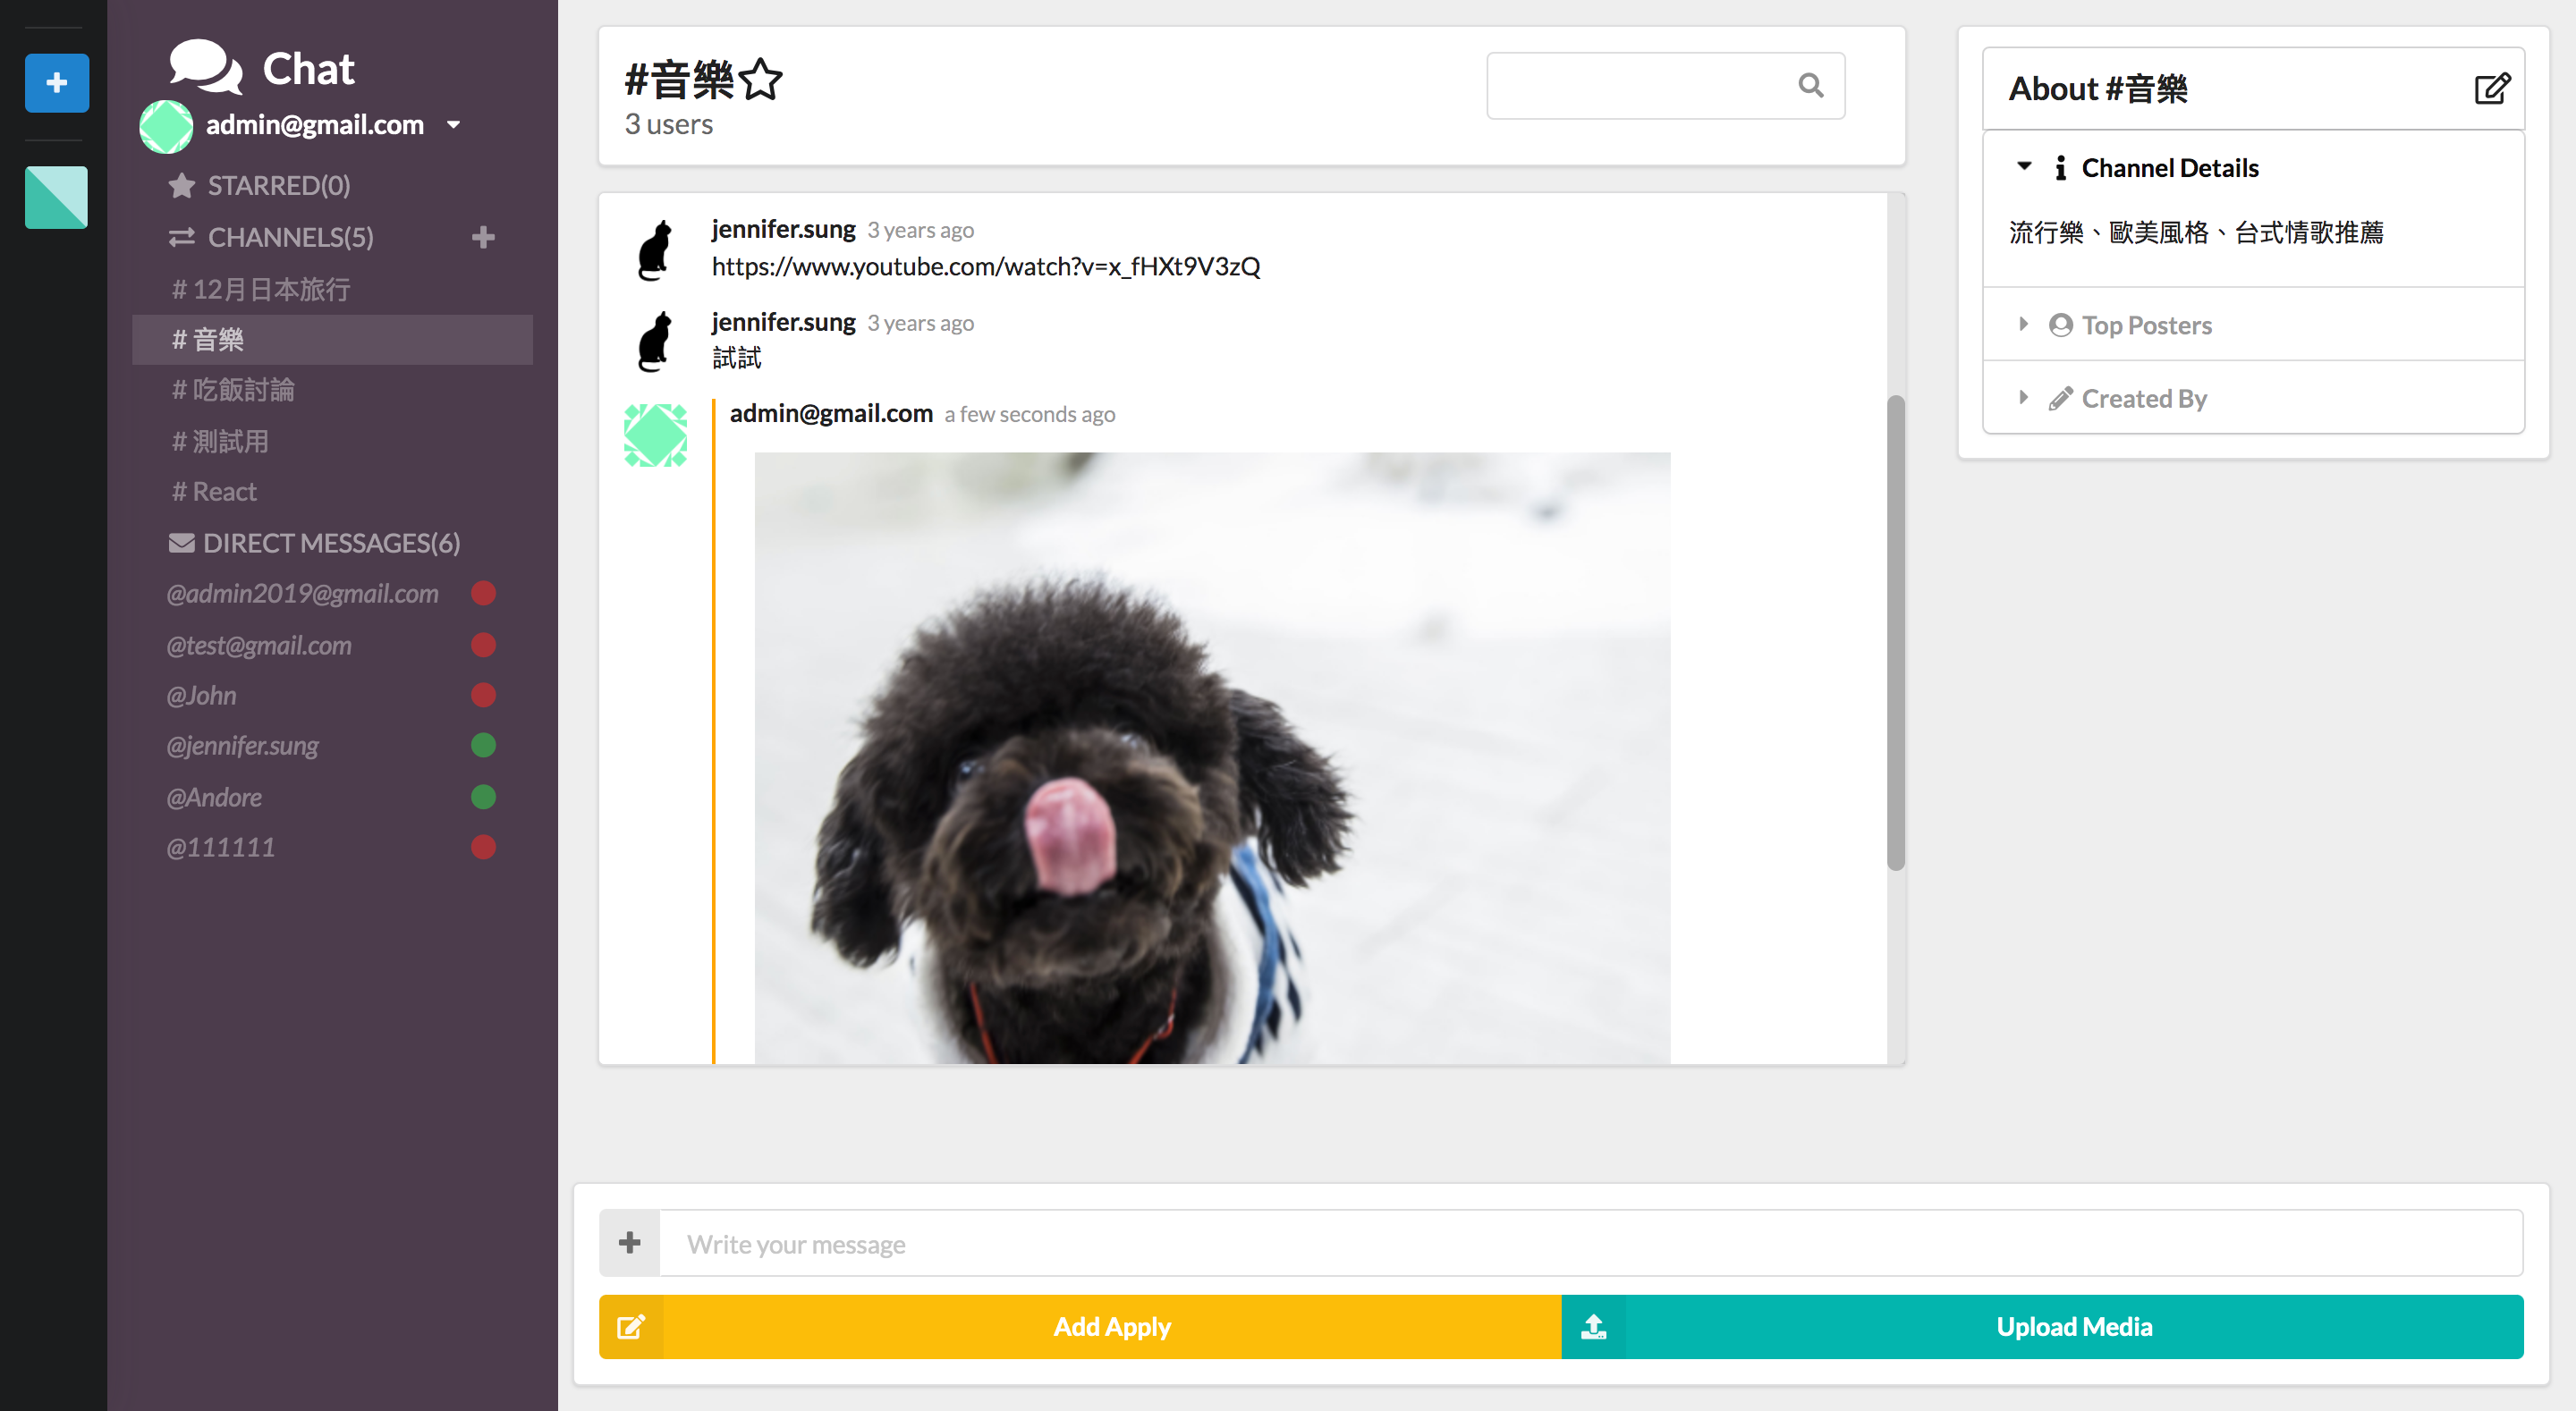 Chat
admin@gmail.com
STARRED(0)
CHANNELS(5)
# 12月日本旅行
# 音樂
# 吃飯討論
# 測試用
# React
DIRECT MESSAGES(6)
@admin2019@gmail.com
@test@gmail.com
@John
@jennifer.sung
@Andore
@111111
#音樂
3 users
jennifer.sung 3 years ago
https://www.youtube.com/watch?v=x_fHXt9V3zQ
jennifer.sung 3 years ago
試試
admin@gmail.com a few seconds ago
Write your message
Add Apply
Upload Media
About #音樂
Channel Details
流行樂、歐美風格、台式情歌推薦
Top Posters
Created By